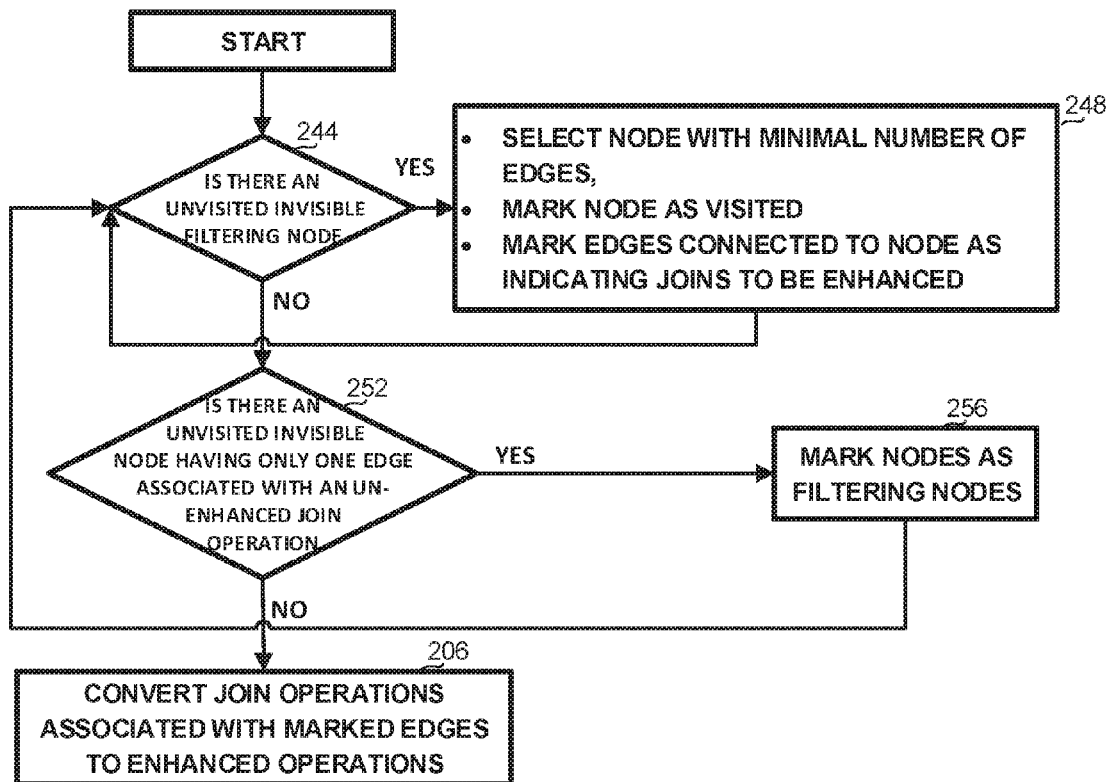 START
244
IS THERE AN
UNVISITED INVISIBLE
FILTERING NODE
YES
248
• SELECT NODE WITH MINIMAL NUMBER OF
EDGES,
• MARK NODE AS VISITED
• MARK EDGES CONNECTED TO NODE AS
INDICATING JOINS TO BE ENHANCED
NO
252
IS THERE AN
UNVISITED INVISIBLE
NODE HAVING ONLY ONE EDGE
ASSOCIATED WITH AN UN-
ENHANCED JOIN
OPERATION
YES
256
MARK NODES AS
FILTERING NODES
NO
206
CONVERT JOIN OPERATIONS
ASSOCIATED WITH MARKED EDGES
TO ENHANCED OPERATIONS